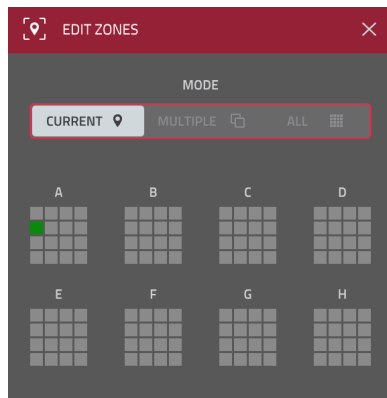 EDIT ZONES
MODE
CURRENT MULTIPLE ALL
A B C D
E F G H